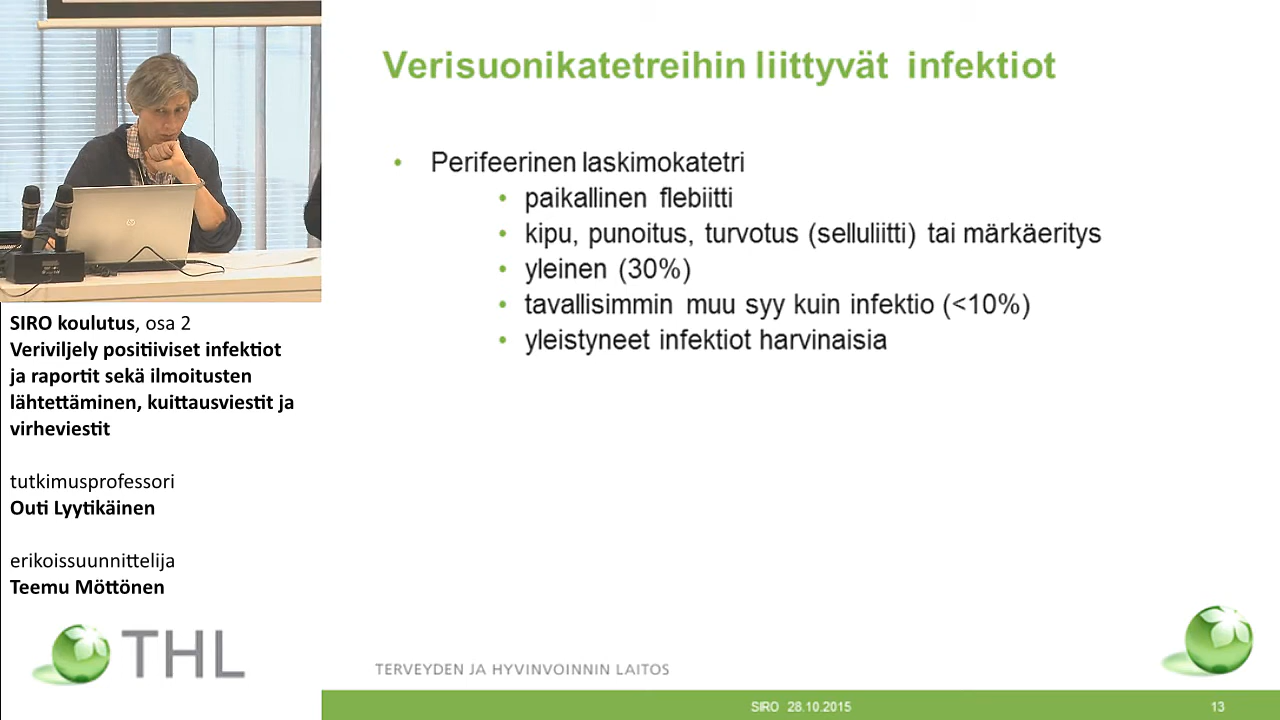 Verisuonikatetreihin liittyvät infektiot
• Perifeerinen laskimokatetri
• paikallinen flebiitti
• kipu, punoitus, turvotus (selluliitti) tai märkäeritys
• yleinen (30%)
• tavallisimmin muu syy kuin infektio (<10%)
• yleistyneet infektiot harvinaisia
SIRO koulutus, osa 2
Veriviljely positiiviset infektiot
ja raportit sekä ilmoitusten
lähtettäminen, kuittausviestit ja
virheviestit
tutkimusprofessori
Outi Lyytikäinen
erikoissuunnittelija
Teemu Möttönen
THL
TERVEYDEN JA HYVINVOINNIN LAITOS
SIRO 28.10.2015
13